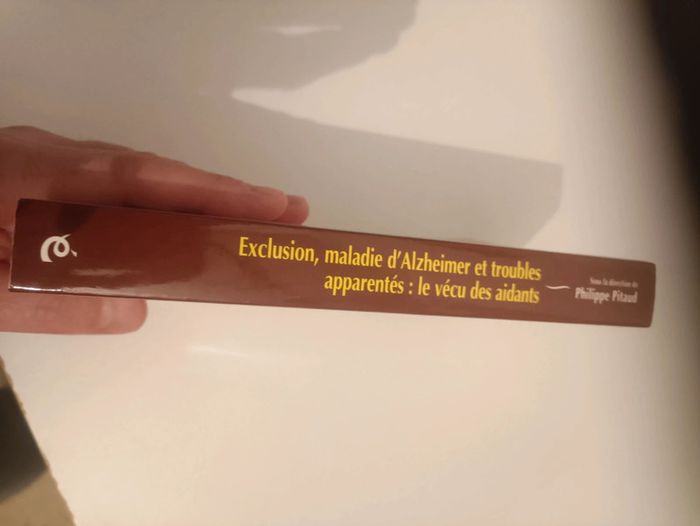 Exclusion, maladie d'Alzheimer et troubles
apparentés : le vécu des aidants
Sous la direction de
Philippe Pitaud